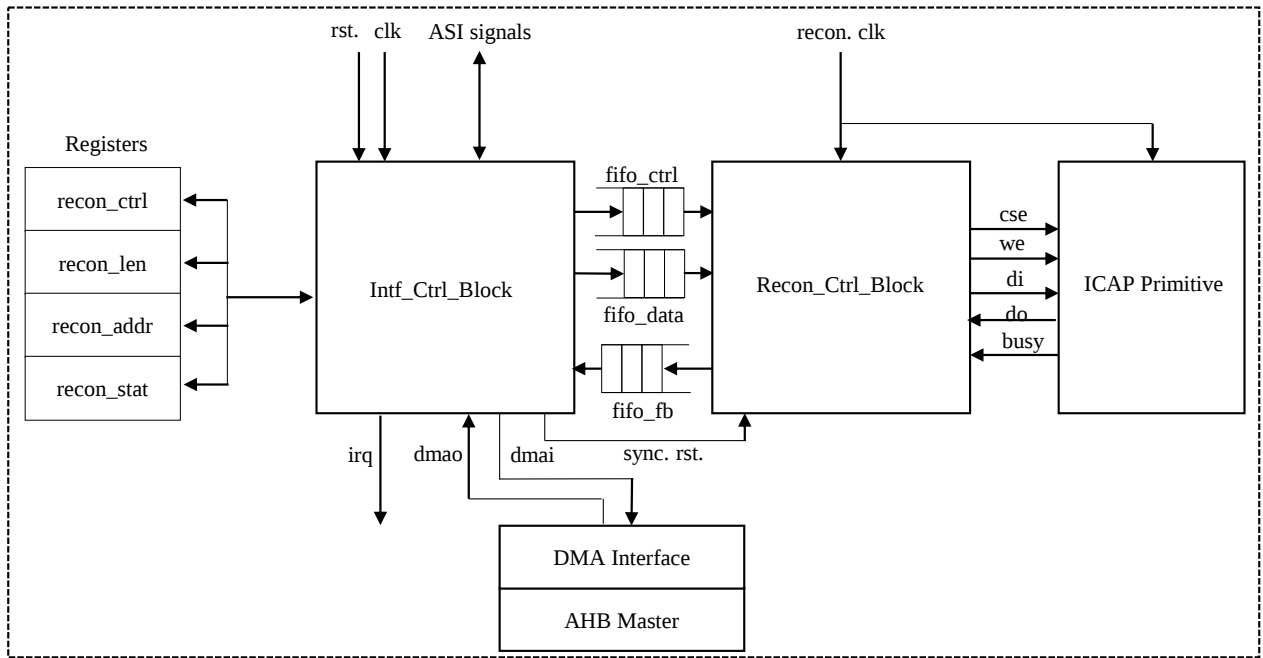 rst. clk ASI signals recon. clk
Registers
recon_ctrl
recon_len
recon_addr
recon_stat
Intf_Ctrl_Block
fifo_ctrl
fifo_data
fifo_fb
Recon_Ctrl_Block
cse
we
di
do
busy
ICAP Primitive
irq
dmao
dmai
sync. rst.
DMA Interface
AHB Master